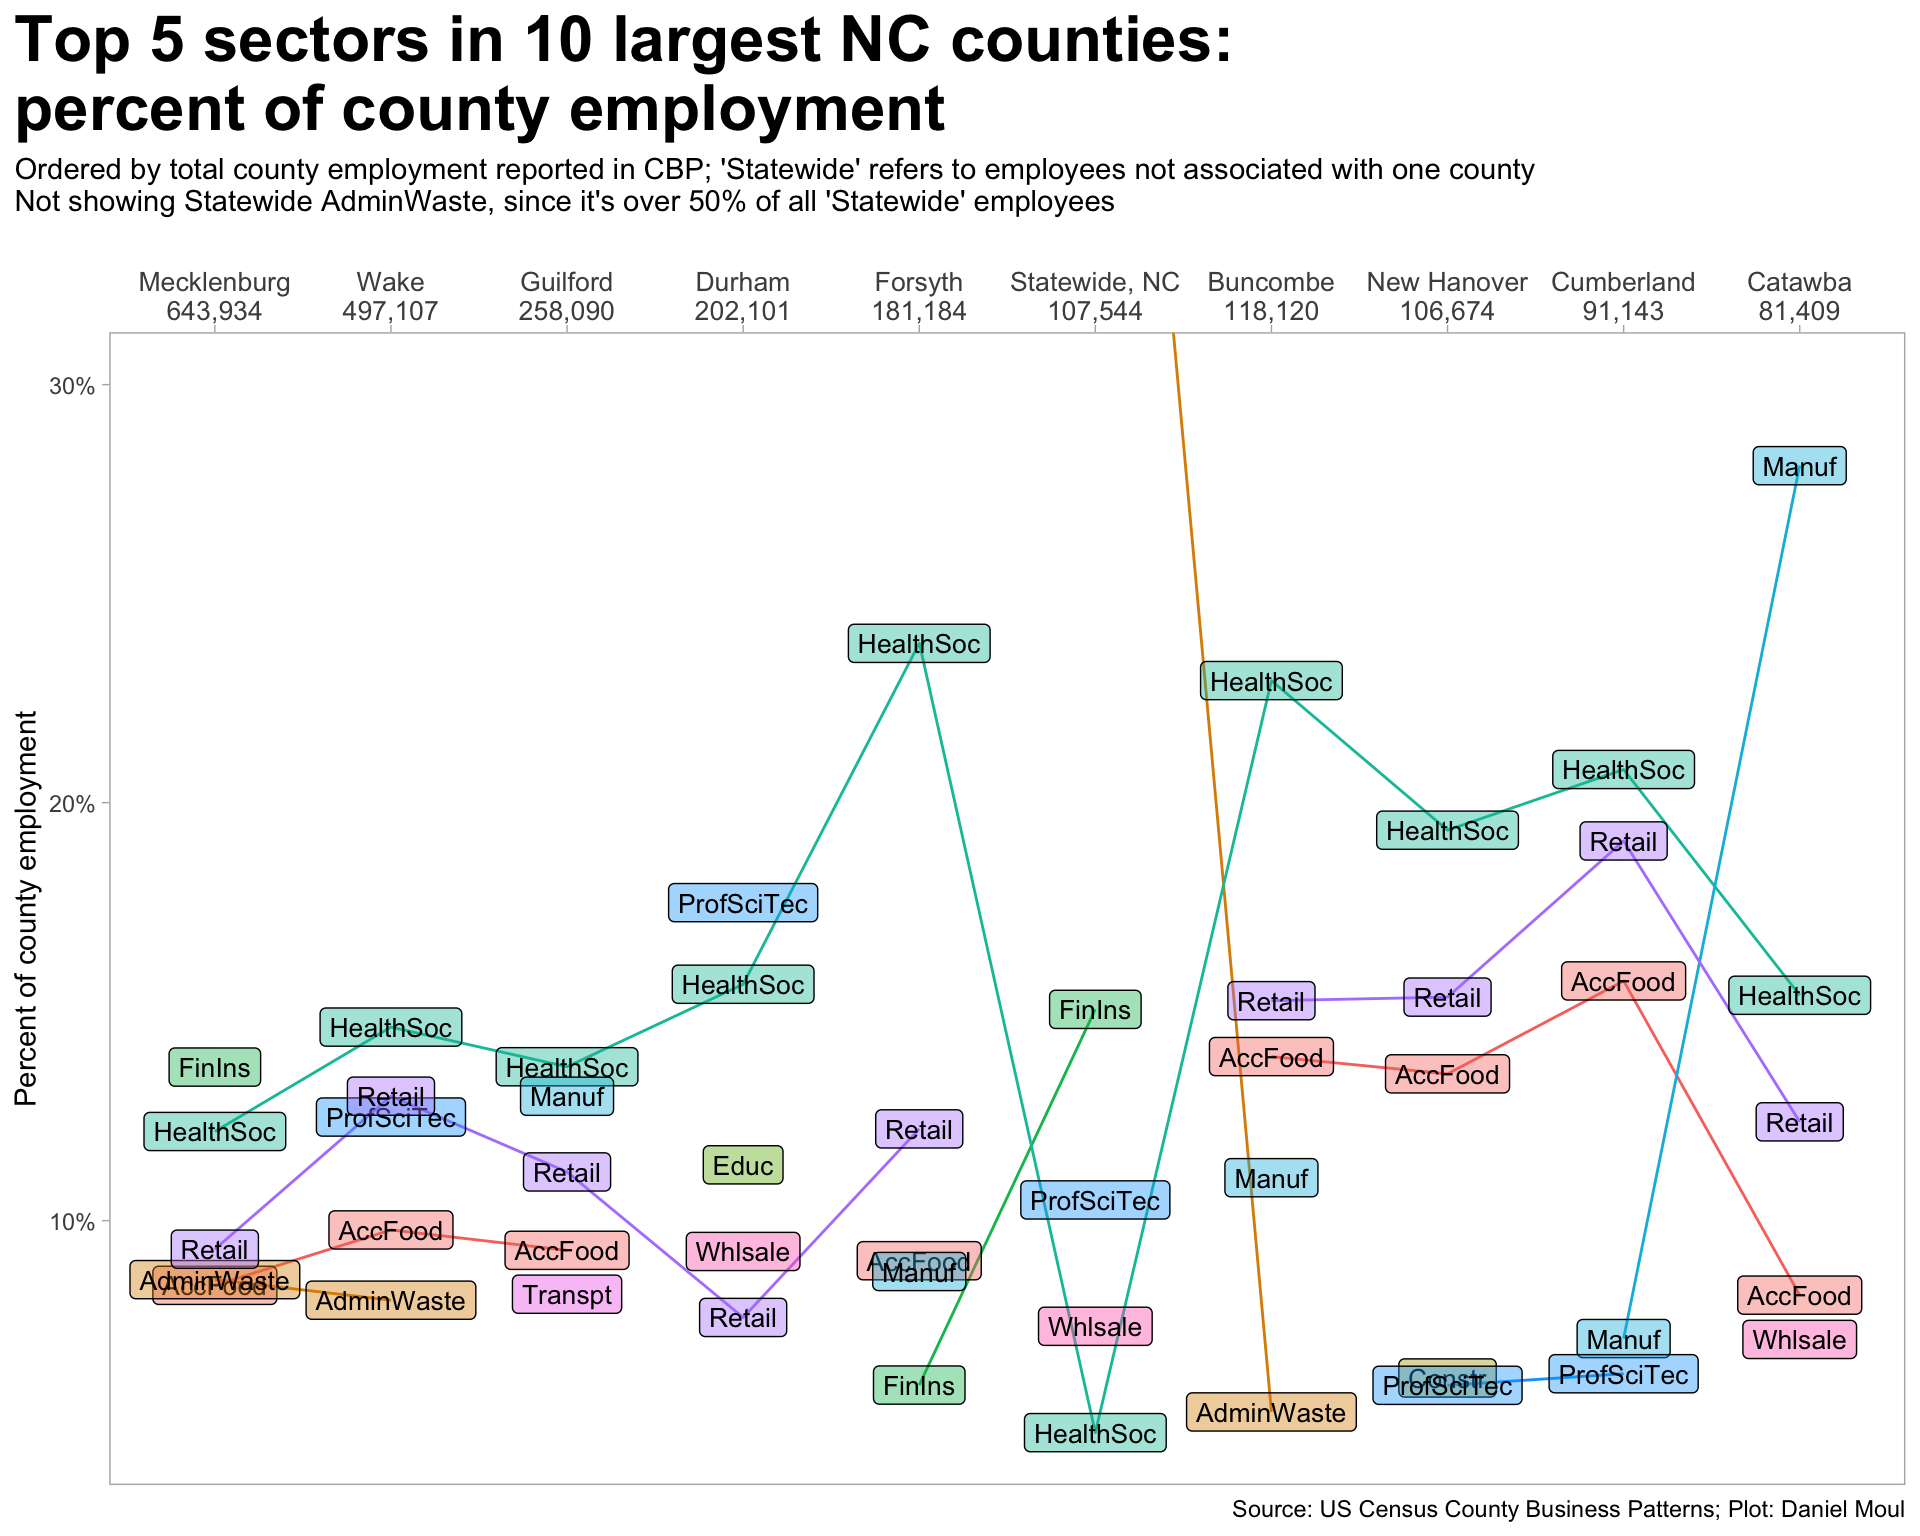 Top 5 sectors in 10 largest NC counties:
percent of county employment
Ordered by total county employment reported in CBP; 'Statewide' refers to employees not associated with one county
Not showing Statewide AdminWaste, since it's over 50% of all 'Statewide' employees
Mecklenburg Wake Guilford Durham Forsyth Statewide, NC Buncombe New Hanover Cumberland Catawba
643,934 497,107 258,090 202,101 181,184 107,544 118,120 106,674 91,143 81,409
Percent of county employment
30%
20%
10%
FinIns
HealthSoc
Retail
AdminWaste
AccFood
HealthSoc
Retail
ProfSciTec
AccFood
AdminWaste
HealthSoc
Manuf
Retail
AccFood
Transpt
ProfSciTec
HealthSoc
Educ
Whlsale
Retail
HealthSoc
Retail
AccFood
Manuf
FinIns
FinIns
ProfSciTec
Whlsale
HealthSoc
HealthSoc
Retail
AccFood
Manuf
AdminWaste
HealthSoc
Retail
AccFood
Constr
ProfSciTec
HealthSoc
Retail
AccFood
Manuf
ProfSciTec
Manuf
HealthSoc
Retail
AccFood
Whlsale
Source: US Census County Business Patterns; Plot: Daniel Moul